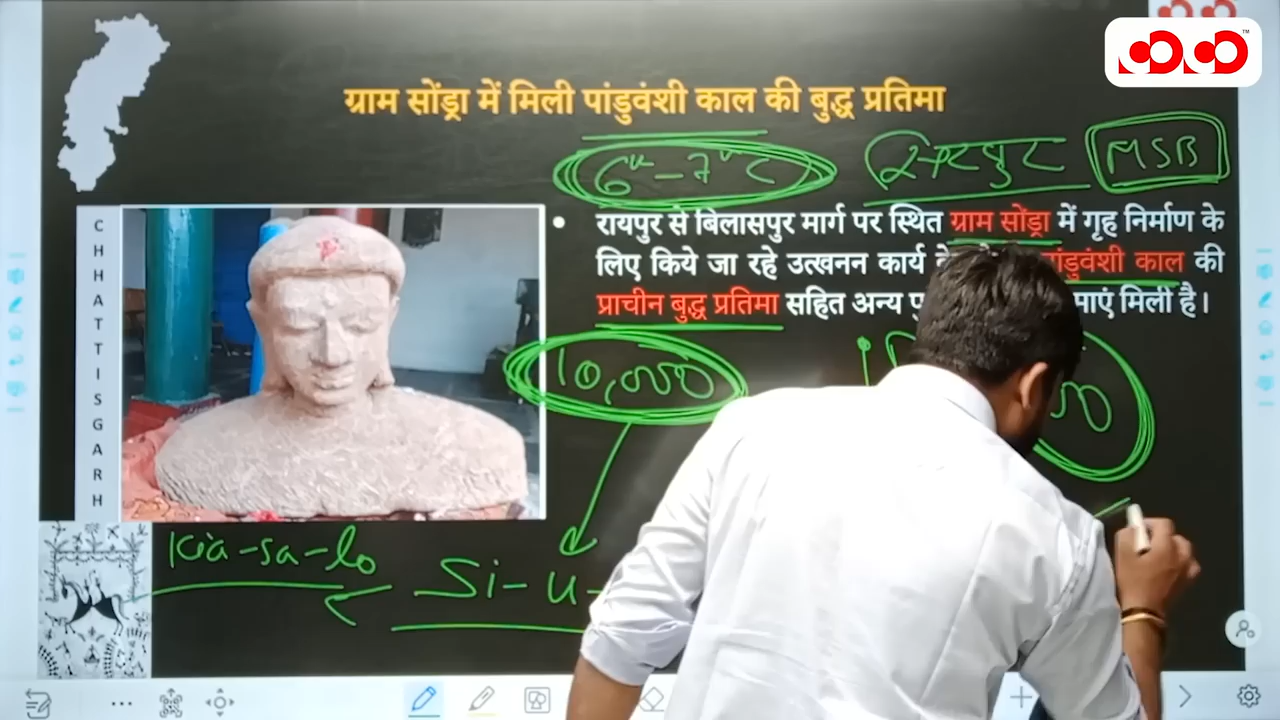 ग्राम सोंड्रा में मिली पांडुवंशी काल की बुद्ध प्रतिमा
6th - 7th C सिरपुर MSB
• रायपुर से बिलासपुर मार्ग पर स्थित ग्राम सोंड्रा में गृह निर्माण के
लिए किये जा रहे उत्खनन कार्य पांडुवंशी काल की
प्राचीन बुद्ध प्रतिमा सहित अन्य मिली है।
10,000
CHHATTISGARH
Kia-sa-lo
Si-u-